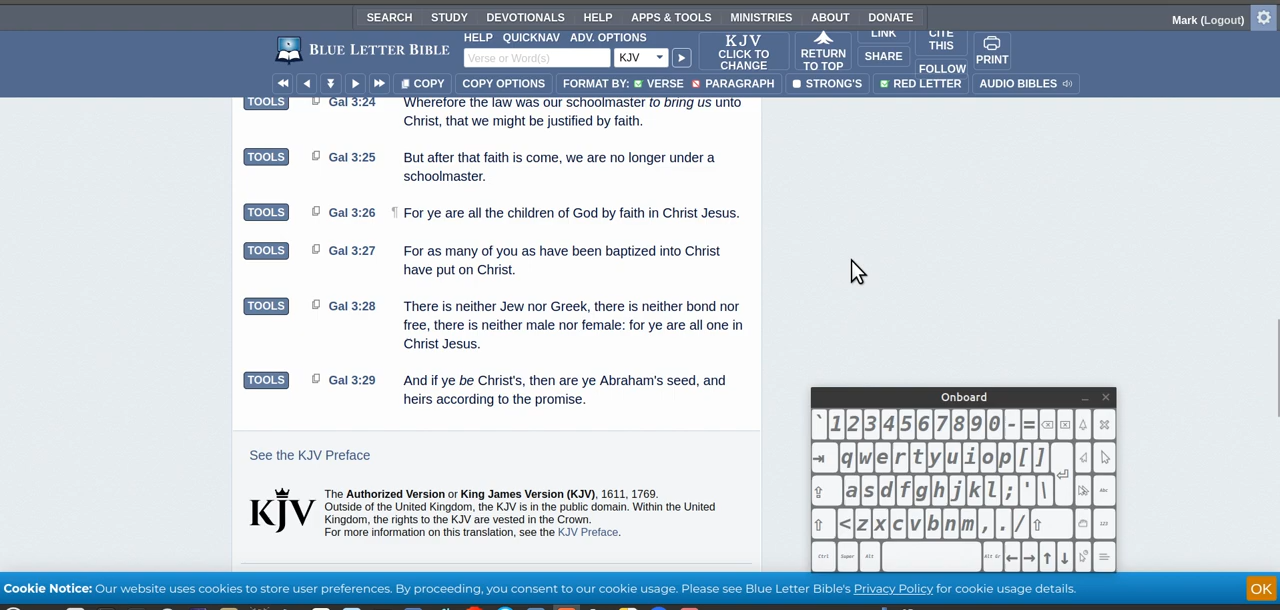 SEARCH STUDY DEVOTIONALS HELP APPS & TOOLS MINISTRIES ABOUT DONATE
Mark (Logout)
BLUE LETTER BIBLE
HELP QUICKNAV ADV. OPTIONS
Verse or Word(s) KJV
KJV
CLICK TO
CHANGE
RETURN
TO TOP
LINK
SHARE
CITE
THIS
FOLLOW
PRINT
COPY COPY OPTIONS FORMAT BY: VERSE PARAGRAPH STRONG'S RED LETTER AUDIO BIBLES
TOOLS Gal 3:24 Wherefore the law was our schoolmaster to bring us unto
Christ, that we might be justified by faith.
TOOLS Gal 3:25 But after that faith is come, we are no longer under a
schoolmaster.
TOOLS Gal 3:26 ¶ For ye are all the children of God by faith in Christ Jesus.
TOOLS Gal 3:27 For as many of you as have been baptized into Christ
have put on Christ.
TOOLS Gal 3:28 There is neither Jew nor Greek, there is neither bond nor
free, there is neither male nor female: for ye are all one in
Christ Jesus.
TOOLS Gal 3:29 And if ye be Christ's, then are ye Abraham's seed, and
heirs according to the promise.
See the KJV Preface
KJV
The Authorized Version or King James Version (KJV), 1611, 1769.
Outside of the United Kingdom, the KJV is in the public domain. Within the United
Kingdom, the rights to the KJV are vested in the Crown.
For more information on this translation, see the KJV Preface.
Onboard
` 1 2 3 4 5 6 7 8 9 0 - =
q w e r t y u i o p [ ]
a s d f g h j k l ; ' \ Abc
< z x c v b n m , . / 123
Ctrl Super Alt Alt Gr
Cookie Notice: Our website uses cookies to store user preferences. By proceeding, you consent to our cookie usage. Please see Blue Letter Bible's Privacy Policy for cookie usage details. OK